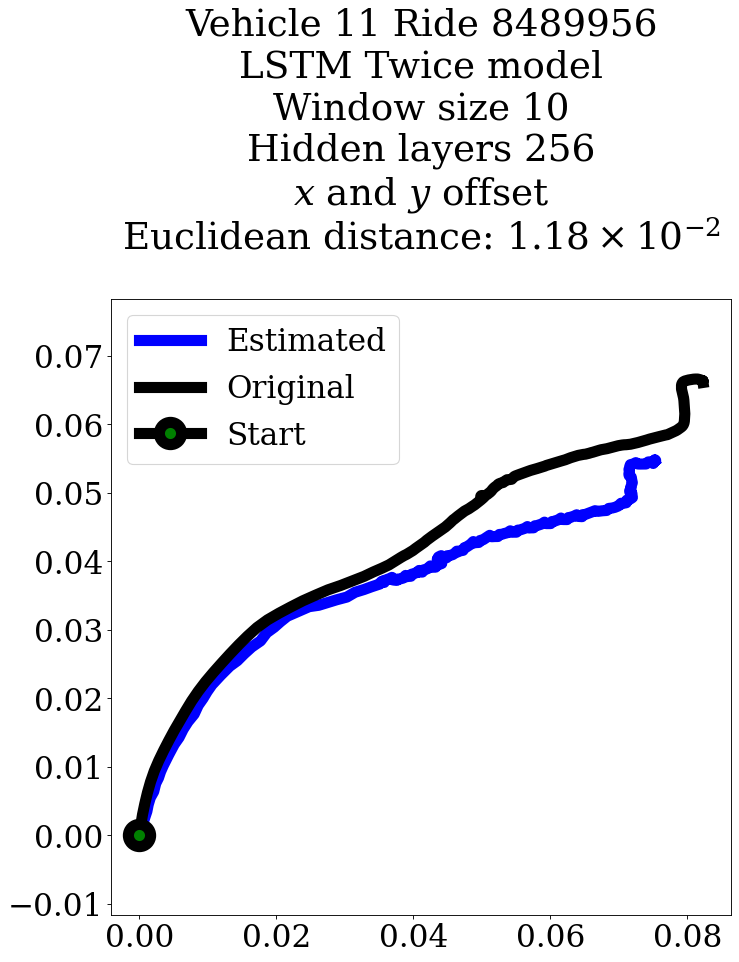 Vehicle 11 Ride 8489956
LSTM Twice model
Window size 10
Hidden layers 256
x and y offset
Euclidean distance: 1.18 × 10⁻²
Estimated
Original
Start
0.07
0.06
0.05
0.04
0.03
0.02
0.01
0.00
−0.01
0.00 0.02 0.04 0.06 0.08